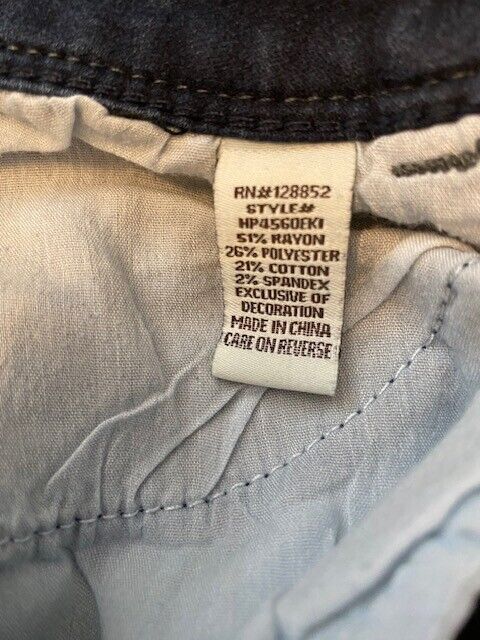 RN#128852
STYLE#
HP4560EKI
51% RAYON
26% POLYESTER
21% COTTON
2% SPANDEX
EXCLUSIVE OF
DECORATION
MADE IN CHINA
CARE ON REVERSE